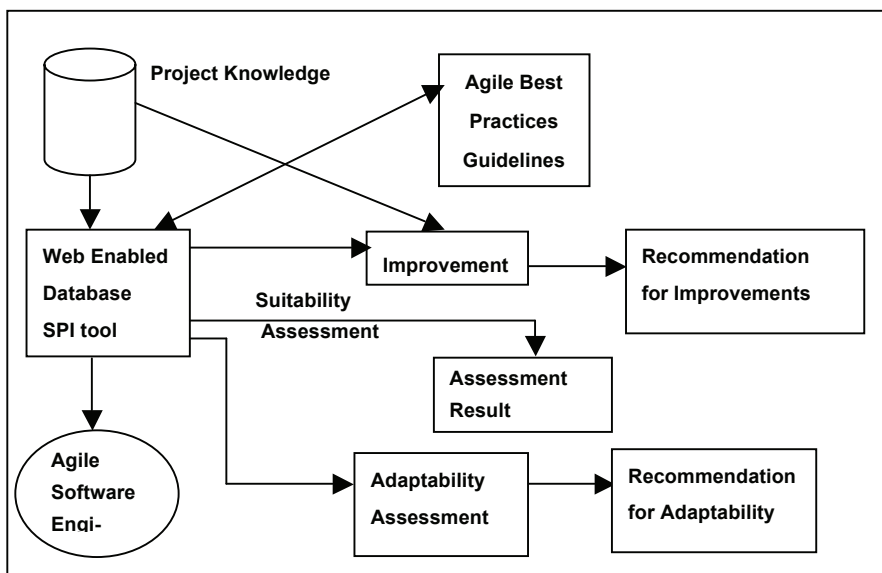 Project Knowledge
Agile Best
Practices
Guidelines
Web Enabled
Database
SPI tool
Improvement
Recommendation
for Improvements
Suitability
Assessment
Assessment
Result
Agile
Software
Engi-
Adaptability
Assessment
Recommendation
for Adaptability